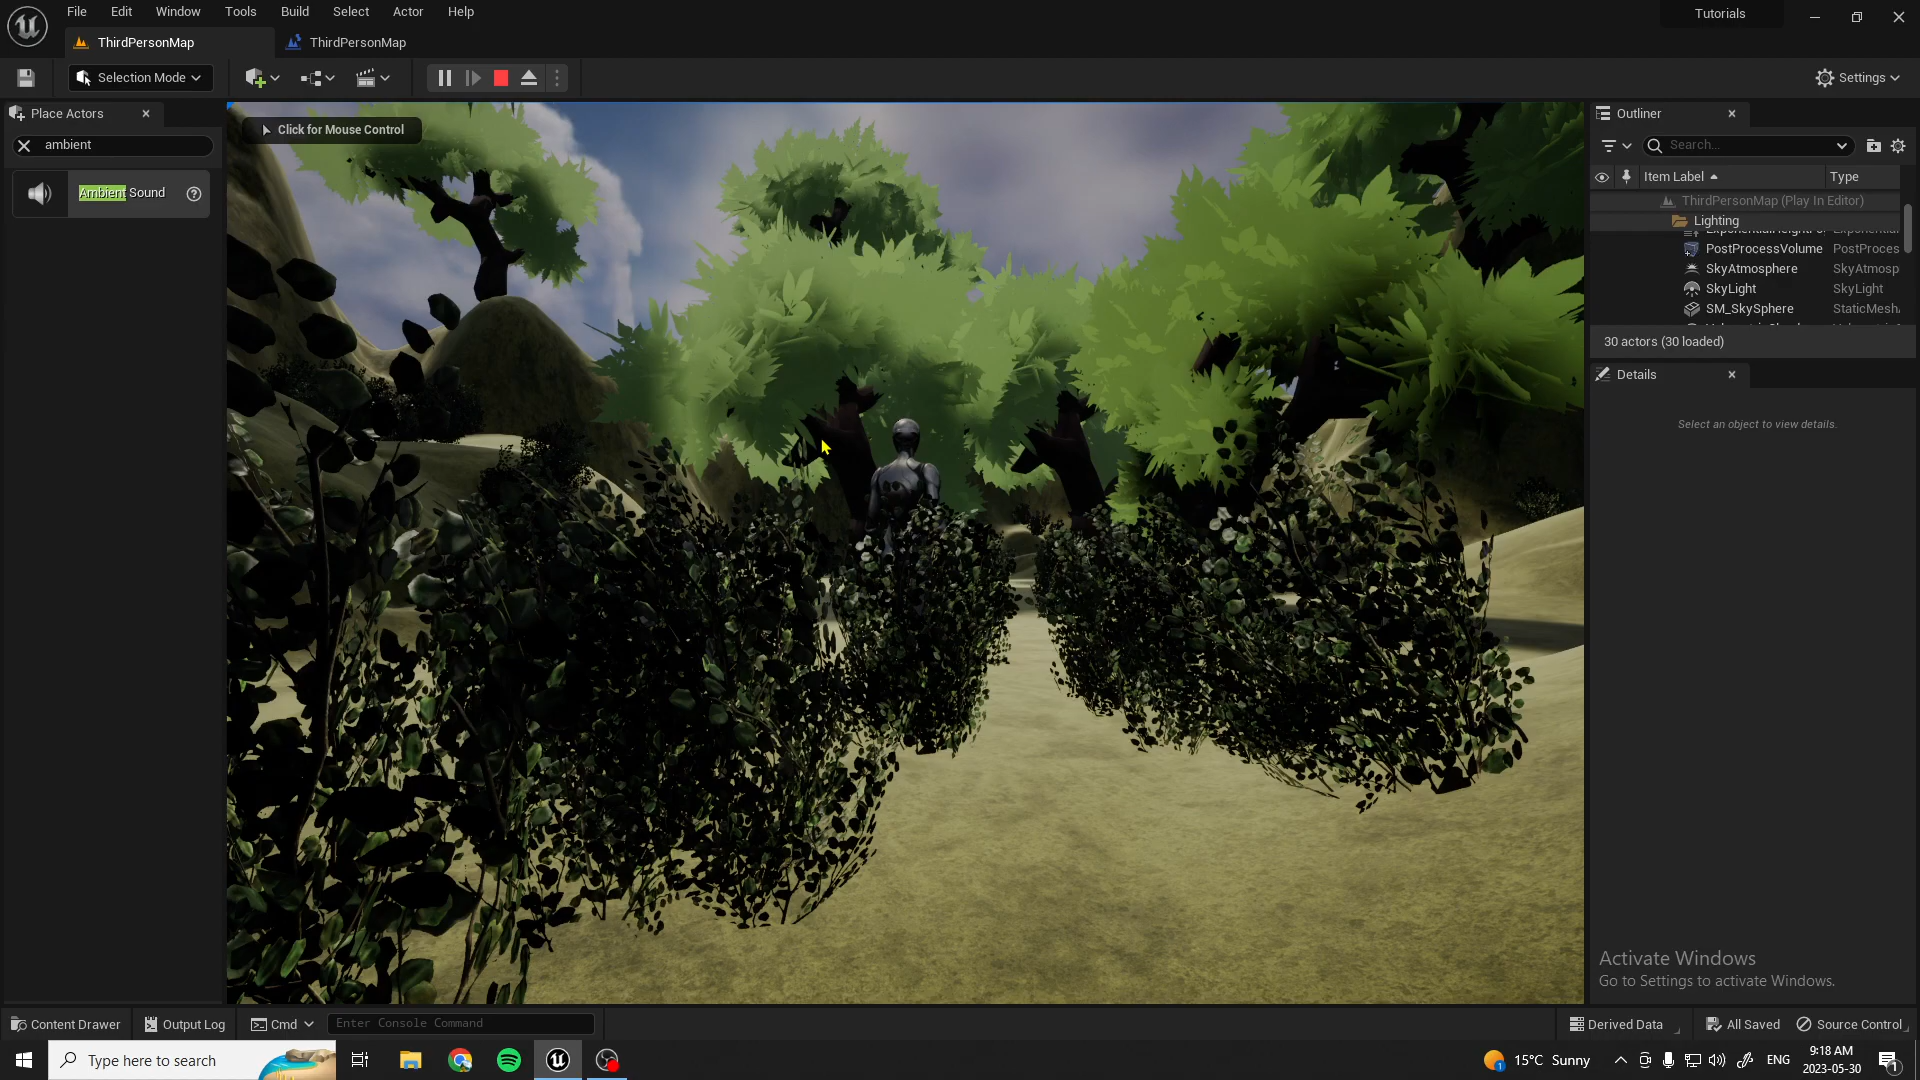 File Edit Window Tools Build Select Actor Help
Tutorials
ThirdPersonMap
ThirdPersonMap
Selection Mode
Settings
Place Actors
ambient
Ambient Sound
Click for Mouse Control
Outliner
Search...
Item Label Type
ThirdPersonMap (Play In Editor)
Lighting
PostProcessVolume PostProces
SkyAtmosphere SkyAtmosp
SkyLight SkyLight
SM_SkySphere StaticMesh
30 actors (30 loaded)
Details
Select an object to view details.
Activate Windows
Go to Settings to activate Windows.
Content Drawer Output Log Cmd Enter Console Command
Derived Data All Saved Source Control
Type here to search
15°C Sunny
ENG
9:18 AM
2023-05-30
1
1